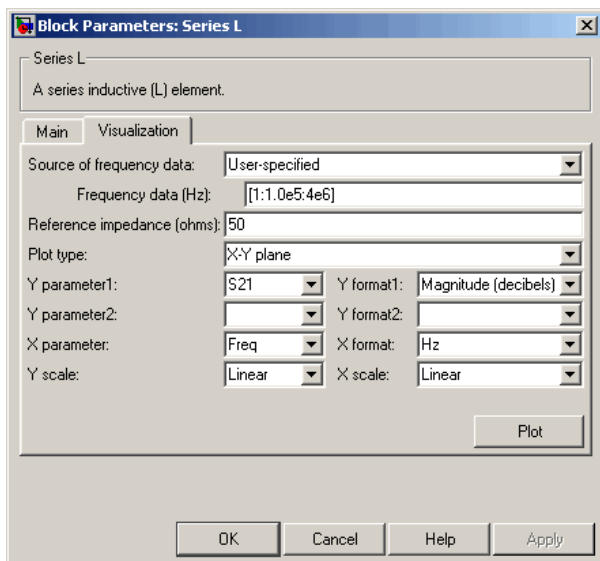 Block Parameters: Series L
Series L
A series inductive (L) element.
Main Visualization
Source of frequency data: User-specified
Frequency data (Hz): [1:1.0e5:4e6]
Reference impedance (ohms): 50
Plot type: X-Y plane
Y parameter1: S21 Y format1: Magnitude (decibels)
Y parameter2: Y format2:
X parameter: Freq X format: Hz
Y scale: Linear X scale: Linear
Plot
OK Cancel Help Apply